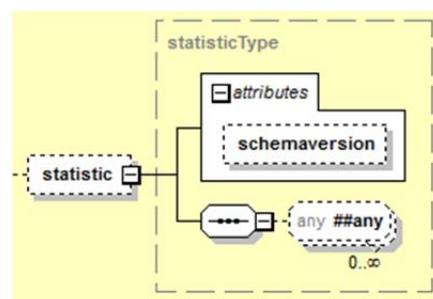 statisticType
attributes
schemaversion
statistic
any ##any
0..∞